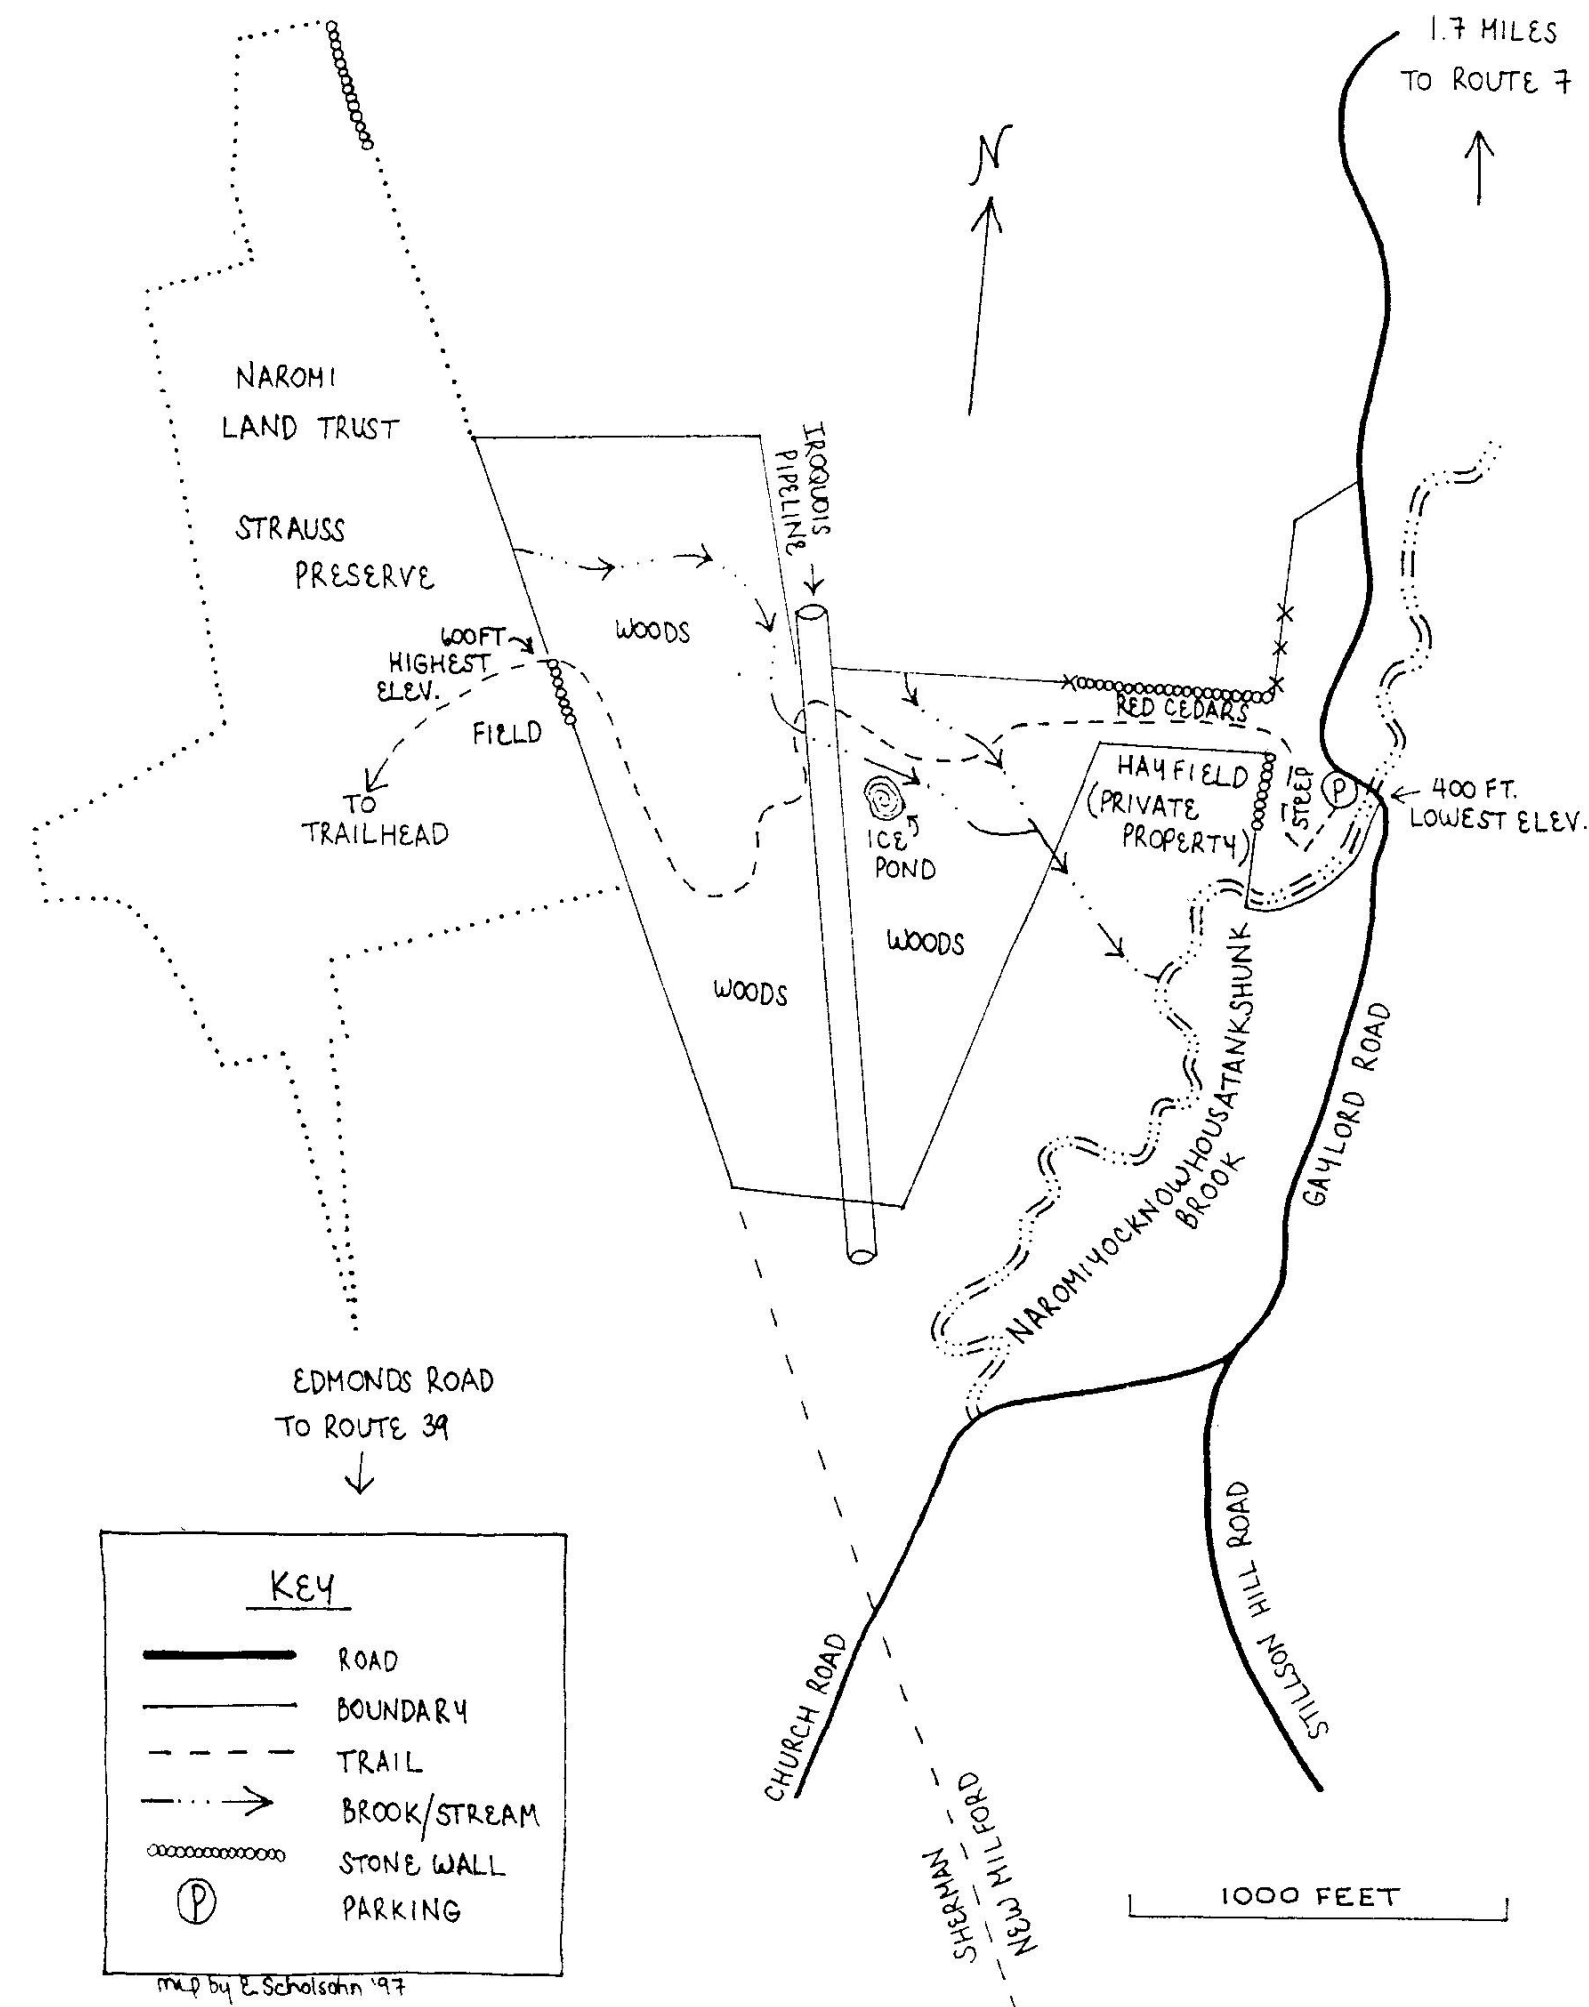 1.7 MILES
TO ROUTE 7
N
NAROMI
LAND TRUST
STRAUSS
PRESERVE
IROQUOIS
PIPELINE
600FT
HIGHEST
ELEV.
WOODS
FIELD
RED CEDARS
HAYFIELD
(PRIVATE
PROPERTY)
STEEP
P
400 FT.
LOWEST ELEV.
TO
TRAILHEAD
ICE
POND
WOODS
WOODS
NAROMIYOCKNOWHOUSATANKSHUNK
BROOK
GAYLORD ROAD
EDMONDS ROAD
TO ROUTE 39
STILLSON HILL ROAD
CHURCH ROAD
SHERMAN
NEW MILFORD
KEY
ROAD
BOUNDARY
TRAIL
BROOK/STREAM
STONE WALL
P PARKING
1000 FEET
map by E. Scholsohn '97